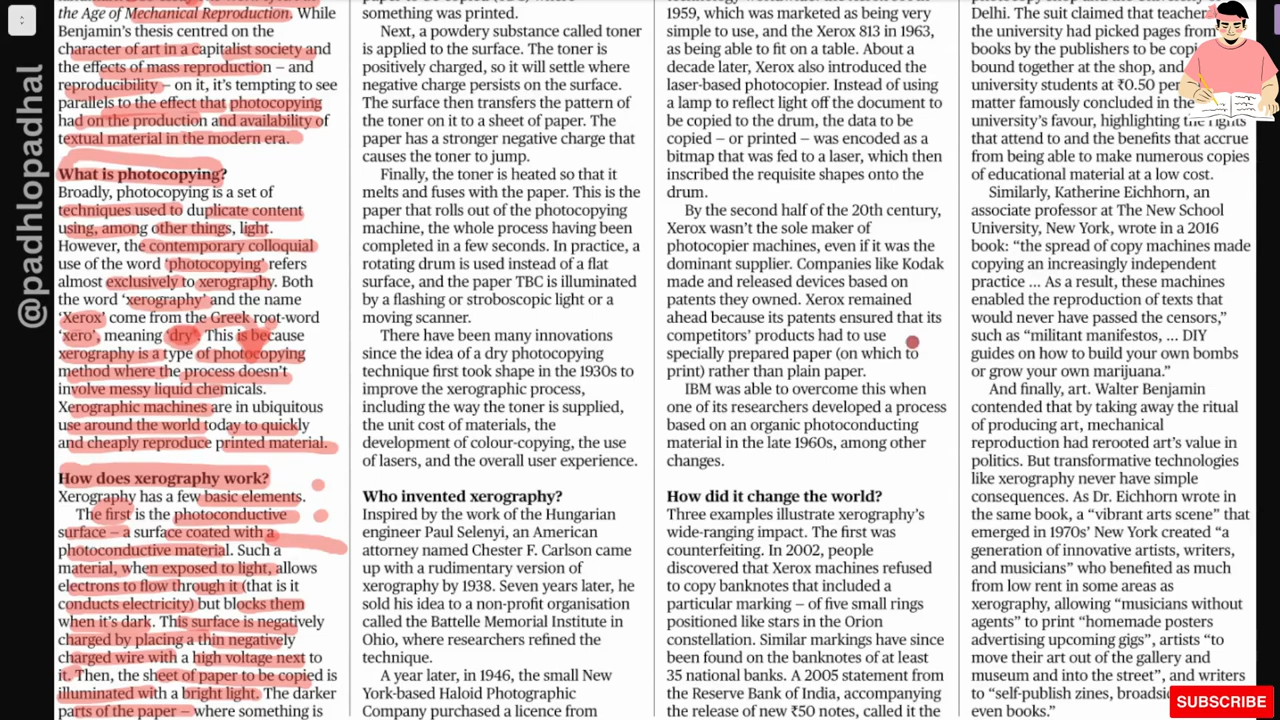 the Age of Mechanical Reproduction. While
Benjamin's thesis centred on the
character of art in a capitalist society and
the effects of mass reproduction – and
reproducibility – on it, it's tempting to see
parallels to the effect that photocopying
had on the production and availability of
textual material in the modern era.
What is photocopying?
Broadly, photocopying is a set of
techniques used to duplicate content
using, among other things, light.
However, the contemporary colloquial
use of the word 'photocopying' refers
almost exclusively to xerography. Both
the word 'xerography' and the name
'Xerox' come from the Greek root-word
'xero', meaning 'dry'. This is because
xerography is a type of photocopying
method where the process doesn't
involve messy liquid chemicals.
Xerographic machines are in ubiquitous
use around the world today to quickly
and cheaply reproduce printed material.
How does xerography work?
Xerography has a few basic elements.
The first is the photoconductive
surface – a surface coated with a
photoconductive material. Such a
material, when exposed to light, allows
electrons to flow through it (that is it
conducts electricity) but blocks them
when it's dark. This surface is negatively
charged by placing a thin negatively
charged wire with a high voltage next to
it. Then, the sheet of paper to be copied is
illuminated with a bright light. The darker
parts of the paper – where something is
something was printed.
Next, a powdery substance called toner
is applied to the surface. The toner is
positively charged, so it will settle where
negative charge persists on the surface.
The surface then transfers the pattern of
the toner on it to a sheet of paper. The
paper has a stronger negative charge that
causes the toner to jump.
Finally, the toner is heated so that it
melts and fuses with the paper. This is the
paper that rolls out of the photocopying
machine, the whole process having been
completed in a few seconds. In practice, a
rotating drum is used instead of a flat
surface, and the paper TBC is illuminated
by a flashing or stroboscopic light or a
moving scanner.
There have been many innovations
since the idea of a dry photocopying
technique first took shape in the 1930s to
improve the xerographic process,
including the way the toner is supplied,
the unit cost of materials, the
development of colour-copying, the use
of lasers, and the overall user experience.
Who invented xerography?
Inspired by the work of the Hungarian
engineer Paul Selenyi, an American
attorney named Chester F. Carlson came
up with a rudimentary version of
xerography by 1938. Seven years later, he
sold his idea to a non-profit organisation
called the Battelle Memorial Institute in
Ohio, where researchers refined the
technique.
A year later, in 1946, the small New
York-based Haloid Photographic
Company purchased a licence from
1959, which was marketed as being very
simple to use, and the Xerox 813 in 1963,
as being able to fit on a table. About a
decade later, Xerox also introduced the
laser-based photocopier. Instead of using
a lamp to reflect light off the document to
be copied to the drum, the data to be
copied – or printed – was encoded as a
bitmap that was fed to a laser, which then
inscribed the requisite shapes onto the
drum.
By the second half of the 20th century,
Xerox wasn't the sole maker of
photocopier machines, even if it was the
dominant supplier. Companies like Kodak
made and released devices based on
patents they owned. Xerox remained
ahead because its patents ensured that its
competitors' products had to use
specially prepared paper (on which to
print) rather than plain paper.
IBM was able to overcome this when
one of its researchers developed a process
based on an organic photoconducting
material in the late 1960s, among other
changes.
How did it change the world?
Three examples illustrate xerography's
wide-ranging impact. The first was
counterfeiting. In 2002, people
discovered that Xerox machines refused
to copy banknotes that included a
particular marking – of five small rings
positioned like stars in the Orion
constellation. Similar markings have since
been found on the banknotes of at least
35 national banks. A 2005 statement from
the Reserve Bank of India, accompanying
the release of new ₹50 notes, called it the
Delhi. The suit claimed that teacher
the university had picked pages from
books by the publishers to be copi
bound together at the shop, and
university students at ₹0.50 per
matter famously concluded in the
university's favour, highlighting the rights
that attend to and the benefits that accrue
from being able to make numerous copies
of educational material at a low cost.
Similarly, Katherine Eichhorn, an
associate professor at The New School
University, New York, wrote in a 2016
book: "the spread of copy machines made
copying an increasingly independent
practice ... As a result, these machines
enabled the reproduction of texts that
would never have passed the censors,"
such as "militant manifestos, ... DIY
guides on how to build your own bombs
or grow your own marijuana."
And finally, art. Walter Benjamin
contended that by taking away the ritual
of producing art, mechanical
reproduction had rerooted art's value in
politics. But transformative technologies
like xerography never have simple
consequences. As Dr. Eichhorn wrote in
the same book, a "vibrant arts scene" that
emerged in 1970s' New York created "a
generation of innovative artists, writers,
and musicians" who benefited as much
from low rent in some areas as
xerography, allowing "musicians without
agents" to print "homemade posters
advertising upcoming gigs", artists "to
move their art out of the gallery and
museum and into the street", and writers
to "self-publish zines, broadsi
even books."
@padhlopadhal
SUBSCRIBE